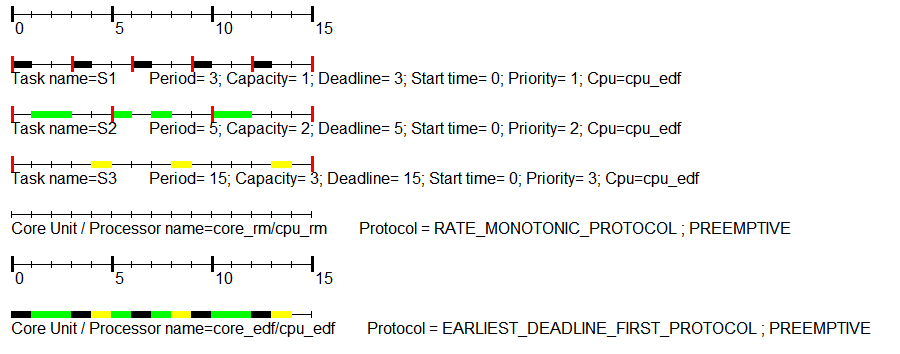 0 5 10 15
Task name=S1 Period= 3; Capacity= 1; Deadline= 3; Start time= 0; Priority= 1; Cpu=cpu_edf
Task name=S2 Period= 5; Capacity= 2; Deadline= 5; Start time= 0; Priority= 2; Cpu=cpu_edf
Task name=S3 Period= 15; Capacity= 3; Deadline= 15; Start time= 0; Priority= 3; Cpu=cpu_edf
Core Unit / Processor name=core_rm/cpu_rm Protocol = RATE_MONOTONIC_PROTOCOL ; PREEMPTIVE
0 5 10 15
Core Unit / Processor name=core_edf/cpu_edf Protocol = EARLIEST_DEADLINE_FIRST_PROTOCOL ; PREEMPTIVE